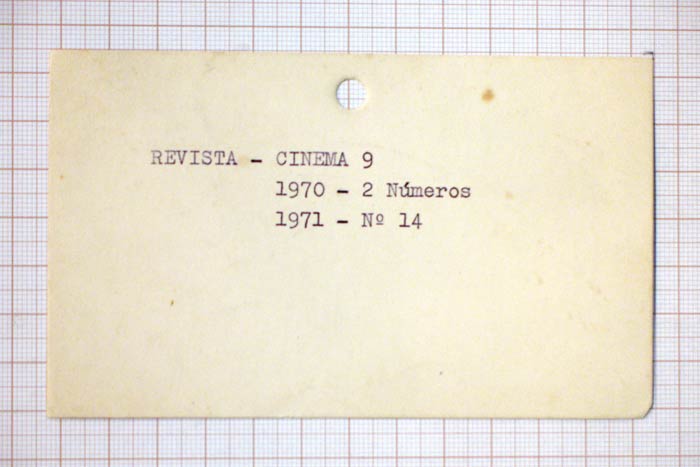 REVISTA - CINEMA 9
1970 - 2 Números
1971 - Nº 14